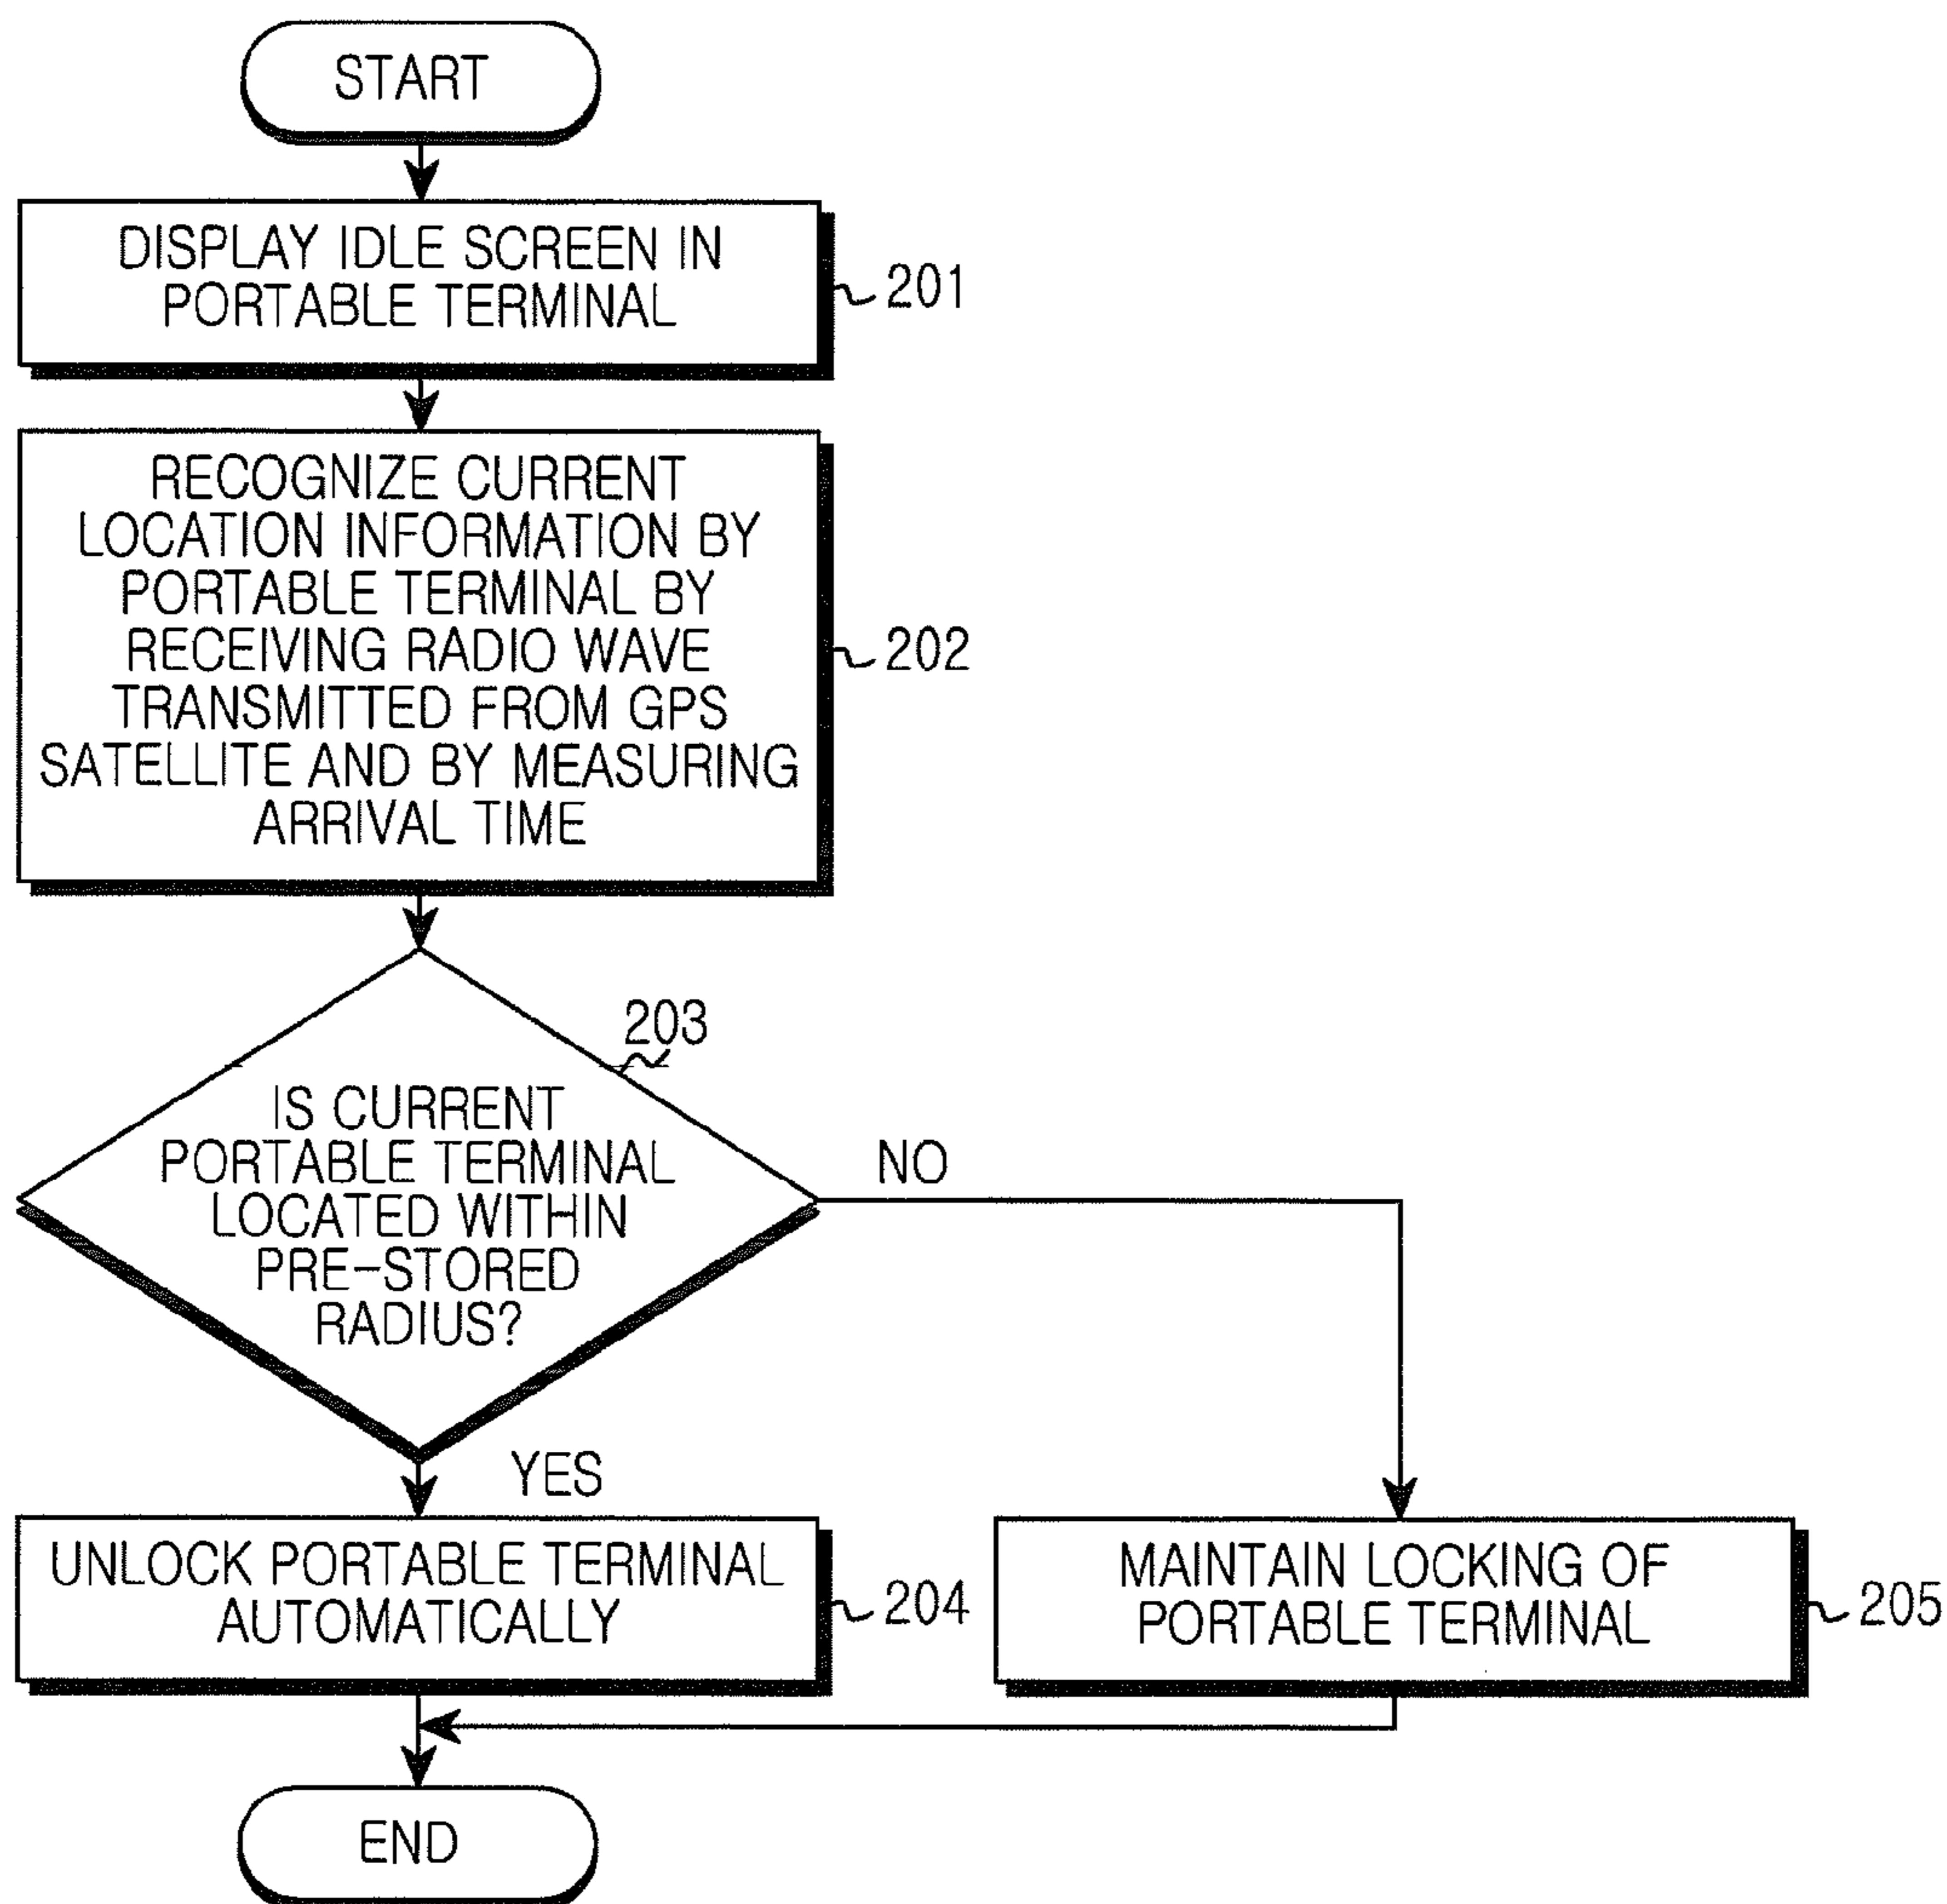 START
DISPLAY IDLE SCREEN IN
PORTABLE TERMINAL
201
RECOGNIZE CURRENT
LOCATION INFORMATION BY
PORTABLE TERMINAL BY
RECEIVING RADIO WAVE
TRANSMITTED FROM GPS
SATELLITE AND BY MEASURING
ARRIVAL TIME
202
203
IS CURRENT
PORTABLE TERMINAL
LOCATED WITHIN
PRE-STORED
RADIUS?
NO
YES
UNLOCK PORTABLE TERMINAL
AUTOMATICALLY
204
MAINTAIN LOCKING OF
PORTABLE TERMINAL
205
END